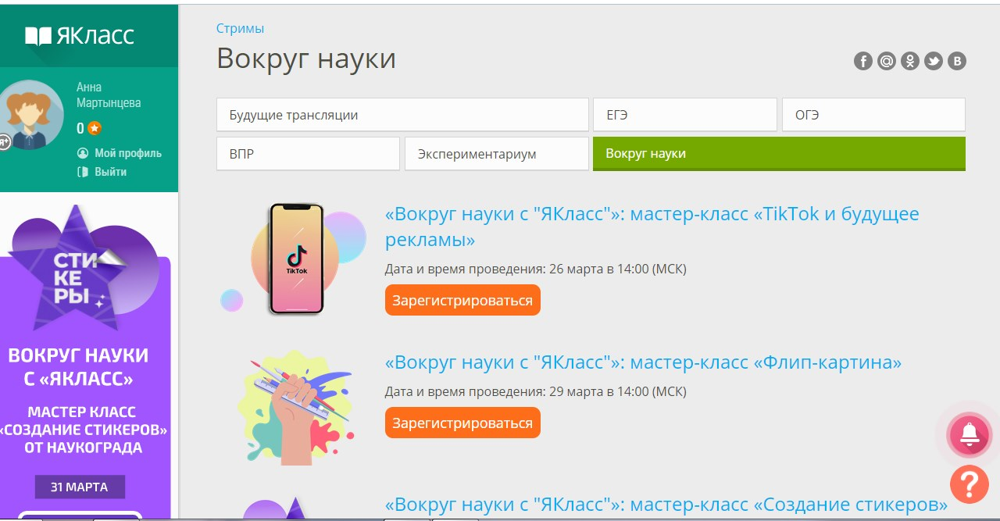 ЯКласс
Анна
Мартынцева
0
Мой профиль
Выйти
СТИ
КЕ
РЫ
ВОКРУГ НАУКИ
С «ЯКЛАСС»
МАСТЕР КЛАСС
«СОЗДАНИЕ СТИКЕРОВ»
ОТ НАУКОГРАДА
31 МАРТА
Стримы
Вокруг науки
Будущие трансляции
ЕГЭ
ОГЭ
ВПР
Экспериментариум
Вокруг науки
TikTok
«Вокруг науки с "ЯКласс"»: мастер-класс «TikTok и будущее
рекламы»
Дата и время проведения: 26 марта в 14:00 (МСК)
Зарегистрироваться
«Вокруг науки с "ЯКласс"»: мастер-класс «Флип-картина»
Дата и время проведения: 29 марта в 14:00 (МСК)
Зарегистрироваться
«Вокруг науки с "ЯКласс"»: мастер-класс «Создание стикеров»